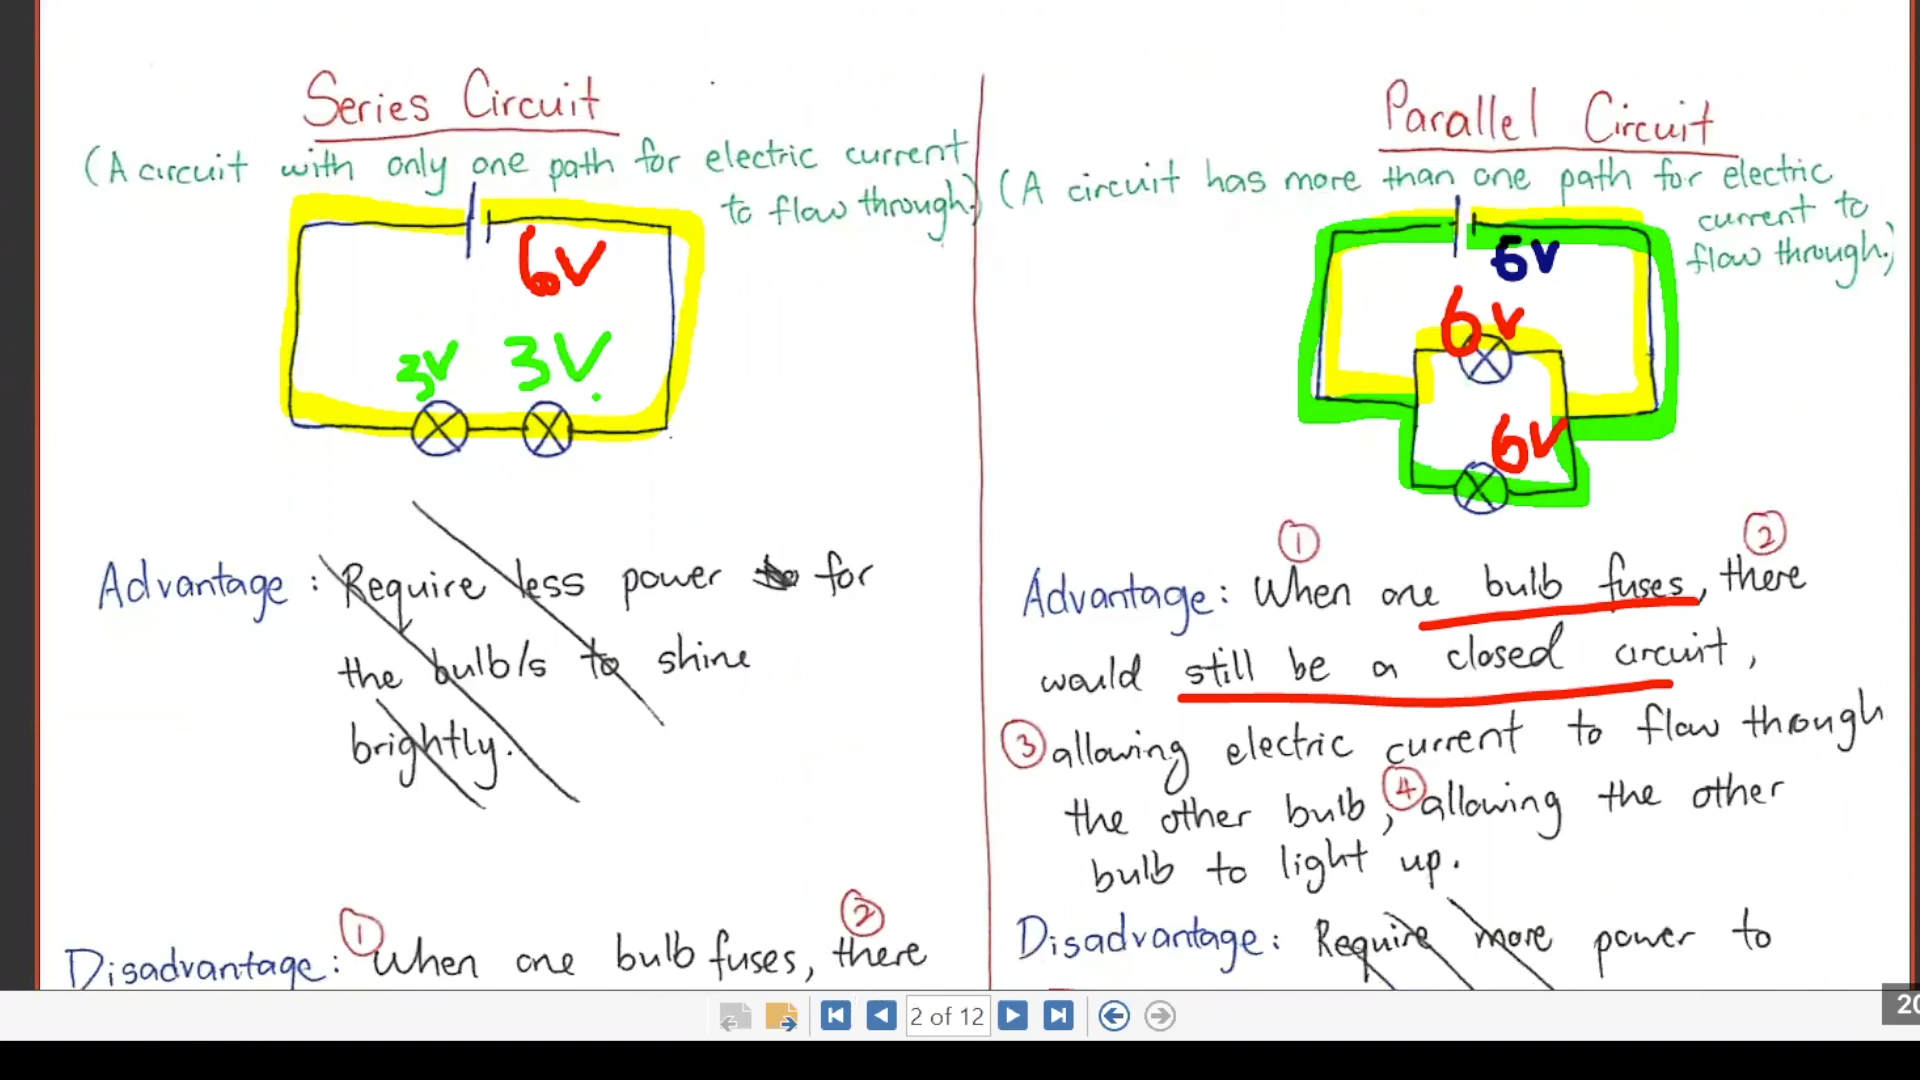 Series Circuit
(A circuit with only one path for electric current
to flow through.)
6V
3V 3V
Advantage: Require less power for
the bulb/s to shine
brightly.
Disadvantage: ① When one bulb fuses, ② there
Parallel Circuit
(A circuit has more than one path for electric
current to
flow through.)
6V
6V
6V
① ②
Advantage: When one bulb fuses, there
would still be a closed circuit,
③ allowing electric current to flow through
the other bulb, ④ allowing the other
bulb to light up.
Disadvantage: Require more power to
2 of 12
20